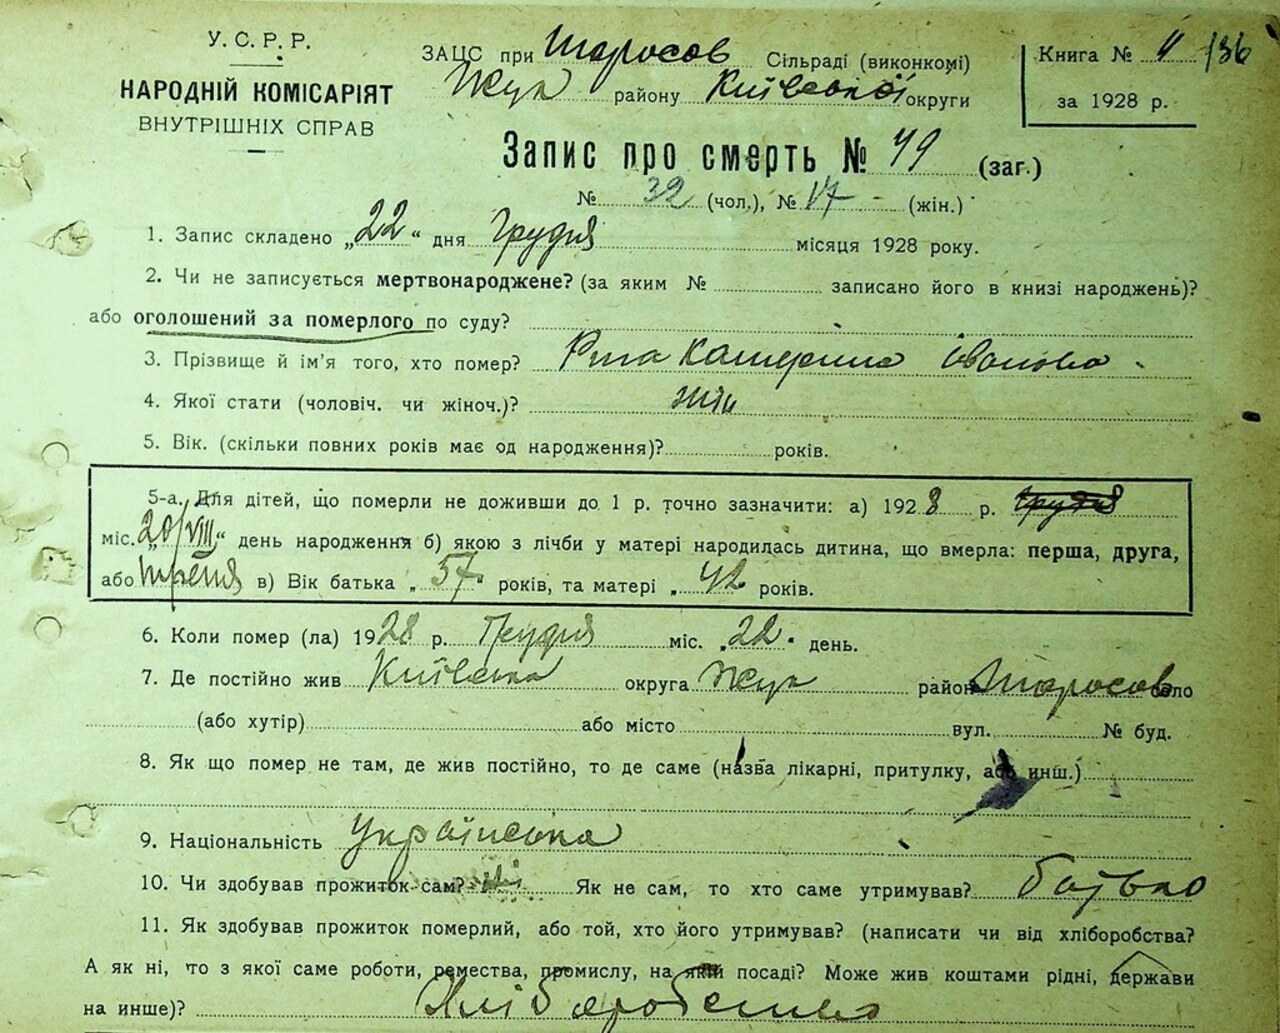 У.С.Р.Р.
НАРОДНІЙ КОМІСАРІЯТ
ВНУТРІШНІХ СПРАВ
ЗАЦС при Таросов Сільраді (виконкомі)
району Київської округи
Книга № 4 136
за 1928 р.
Запис про смерть № 49 (заг.)
№ 32 (чол.), № 17 - (жін.)
1. Запис складено „22“ дня Грудня місяця 1928 року.
2. Чи не записується мертвонароджене? (за яким № записано його в книзі народжень)?
або оголошений за померлого по суду?
3. Прізвище й ім'я того, хто помер? Рита Катерина Іванова
4. Якої стати (чоловіч. чи жіноч.)? жін
5. Вік. (скільки повних років має од народження)? років.
5-а. Для дітей, що померли не доживши до 1 р. точно зазначити: а) 1928 р. Грудня
міс. „20/VIII“ день народження б) якою з лічби у матері народилась дитина, що вмерла: перша, друга,
або третя в) Вік батька „57“ років, та матері „42 років.
6. Коли помер (ла) 1928 р. Грудня міс. „22“ день.
7. Де постійно жив Київська округа район Таросов село
(або хутір) або місто вул. № буд.
8. Як що помер не там, де жив постійно, то де саме (назва лікарні, притулку, або инш.)
9. Національність Українська
10. Чи здобував прожиток сам? ні Як не сам, то хто саме утримував? батько
11. Як здобував прожиток померлий, або той, хто його утримував? (написати чи від хліборобства?
А як ні, то з якої саме роботи, ремества, промислу, на якій посаді? Може жив коштами рідні, держави
на инше)? Хліборобство